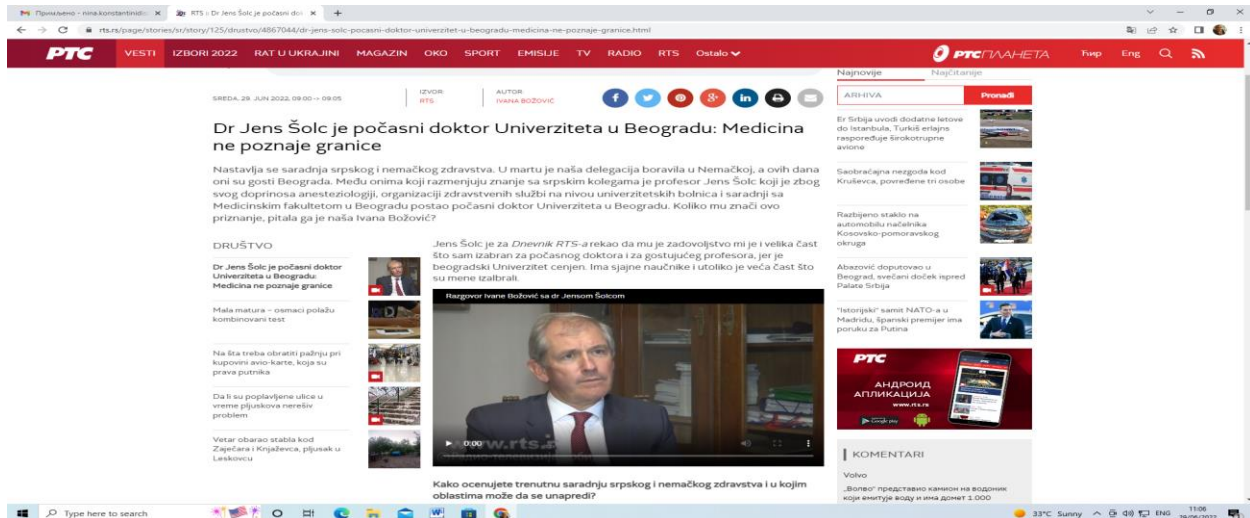 Примљено - nina.konstantinidi
RTS :: Dr Jens Šolc je počasni dok
rts.rs/page/stories/sr/story/125/drustvo/4867044/dr-jens-solc-pocasni-doktor-univerzitet-u-beogradu-medicina-ne-poznaje-granice.html
РТС VESTI IZBORI 2022 RAT U UKRAJINI MAGAZIN OKO SPORT EMISIJE TV RADIO RTS Ostalo РТС ПЛАНЕТА Ћир Eng
SREDA, 29. JUN 2022, 09:00 -> 09:05
IZVOR
RTS
AUTOR
IVANA BOŽOVIĆ
Dr Jens Šolc je počasni doktor Univerziteta u Beogradu: Medicina
ne poznaje granice
Nastavlja se saradnja srpskog i nemačkog zdravstva. U martu je naša delegacija boravila u Nemačkoj, a ovih dana
oni su gosti Beograda. Među onima koji razmenjuju znanje sa srpskim kolegama je profesor Jens Šolc koji je zbog
svog doprinosa anesteziologiji, organizaciji zdravstvenih službi na nivou univerzitetskih bolnica i saradnji sa
Medicinskim fakultetom u Beogradu postao počasni doktor Univerziteta u Beogradu. Koliko mu znači ovo
priznanje, pitala ga je naša Ivana Božović?
DRUŠTVO
Dr Jens Šolc je počasni doktor
Univerziteta u Beogradu:
Medicina ne poznaje granice
Mala matura – osmaci polažu
kombinovani test
Na šta treba obratiti pažnju pri
kupovini avio-karte, koja su
prava putnika
Da li su poplavljene ulice u
vreme pljuskova nerešiv
problem
Vetar obarao stabla kod
Zaječara i Knjaževca, pljusak u
Leskovcu
Jens Šolc je za Dnevnik RTS-a rekao da mu je zadovoljstvo mi je i velika čast
što sam izabran za počasnog doktora i za gostujućeg profesora, jer je
beogradski Univerzitet cenjen. Ima sjajne naučnike i utoliko je veća čast što
su mene izalbrali.
Razgovor Ivane Božović sa dr Jensom Šolcom
0:00
www.rts.
Kako ocenujete trenutnu saradnju srpskog i nemačkog zdravstva i u kojim
oblastima može da se unapredi?
Najnovije Najčitanije
ARHIVA Pronađi
Er Srbija uvodi dodatne letove
do Istanbula, Turkiš erlajns
raspoređuje širokotrupne
avione
Saobraćajna nezgoda kod
Kruševca, povređene tri osobe
Razbijeno staklo na
automobilu načelnika
Kosovsko-pomoravskog
okruga
Abazović doputovao u
Beograd, svečani doček ispred
Palate Srbija
"Istorijski" samit NATO-a u
Madridu, španski premijer ima
poruku za Putina
РТС
АНДРОИД
АПЛИКАЦИЈА
www.rts.rs
Google play
KOMENTARI
Volvo
„Волво“ представио камион на водоник
који емитује воду и има домет 1.000
Type here to search
33°C Sunny
ENG
11:06
29/06/2022